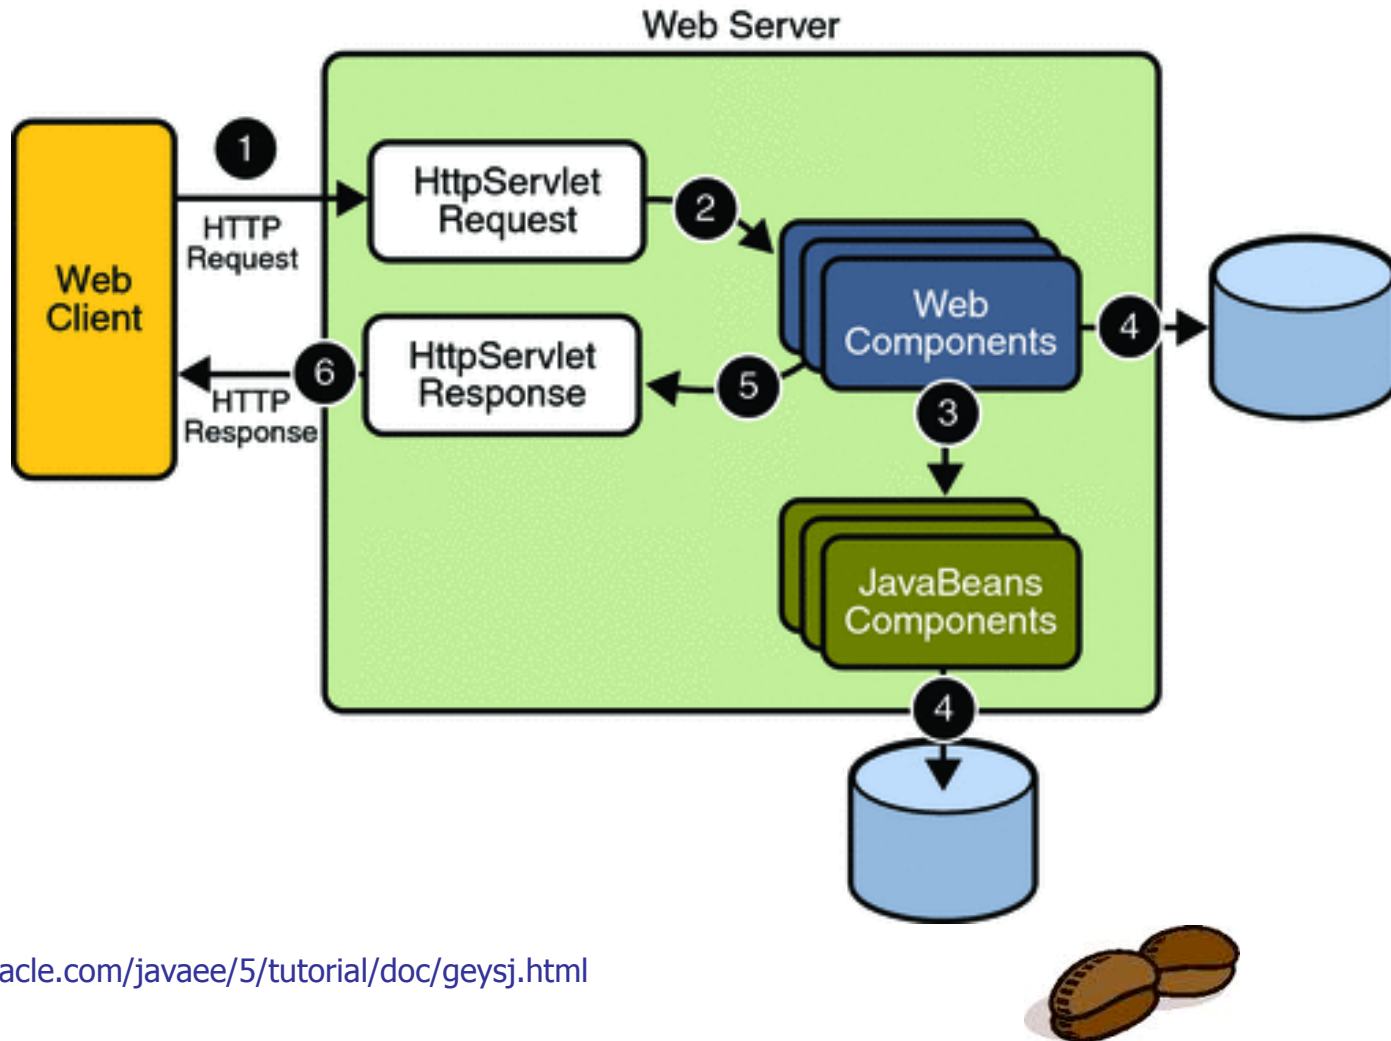 Web Server
1
HTTP
Request
Web
Client
HttpServlet
Request
2
Web
Components
4
3
5
HttpServlet
Response
6
HTTP
Response
JavaBeans
Components
4
acle.com/javaee/5/tutorial/doc/geysj.html